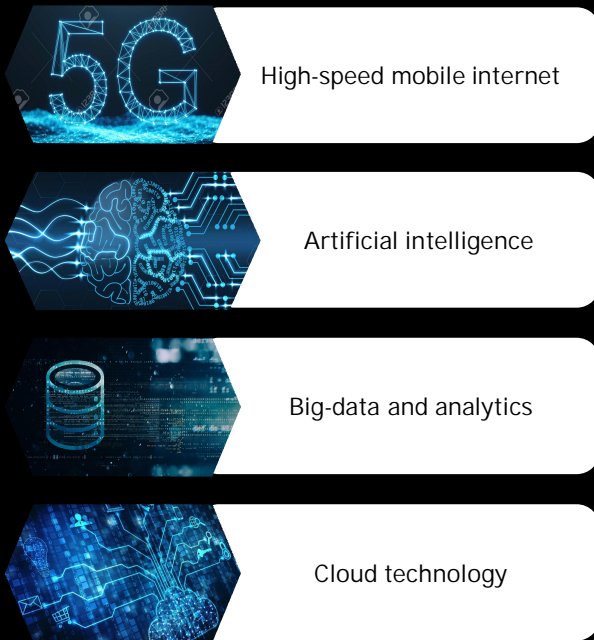 5G
High-speed mobile internet
Artificial intelligence
Big-data and analytics
Cloud technology